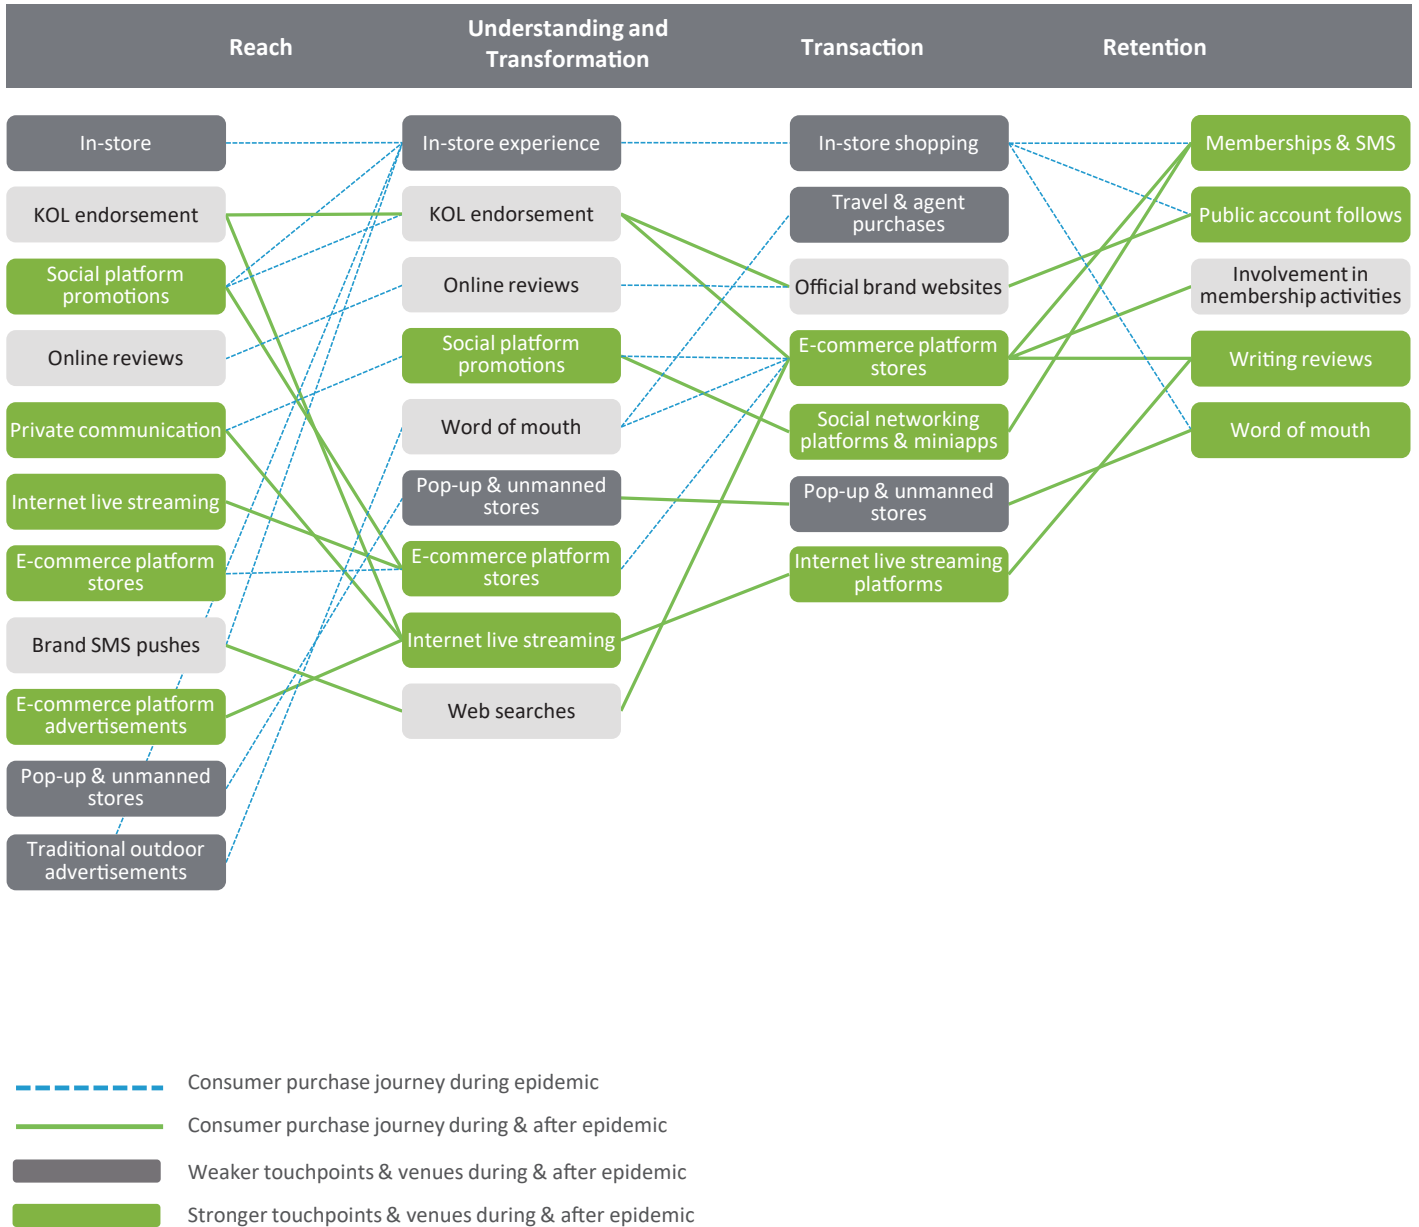 Reach
Understanding and
Transformation
Transaction
Retention
In-store
KOL endorsement
Social platform
promotions
Online reviews
Private communication
Internet live streaming
E-commerce platform
stores
Brand SMS pushes
E-commerce platform
advertisements
Pop-up & unmanned
stores
Traditional outdoor
advertisements
In-store experience
KOL endorsement
Online reviews
Social platform
promotions
Word of mouth
Pop-up & unmanned
stores
E-commerce platform
stores
Internet live streaming
Web searches
In-store shopping
Travel & agent
purchases
Official brand websites
E-commerce platform
stores
Social networking
platforms & miniapps
Pop-up & unmanned
stores
Internet live streaming
platforms
Memberships & SMS
Public account follows
Involvement in
membership activities
Writing reviews
Word of mouth
Consumer purchase journey during epidemic
Consumer purchase journey during & after epidemic
Weaker touchpoints & venues during & after epidemic
Stronger touchpoints & venues during & after epidemic